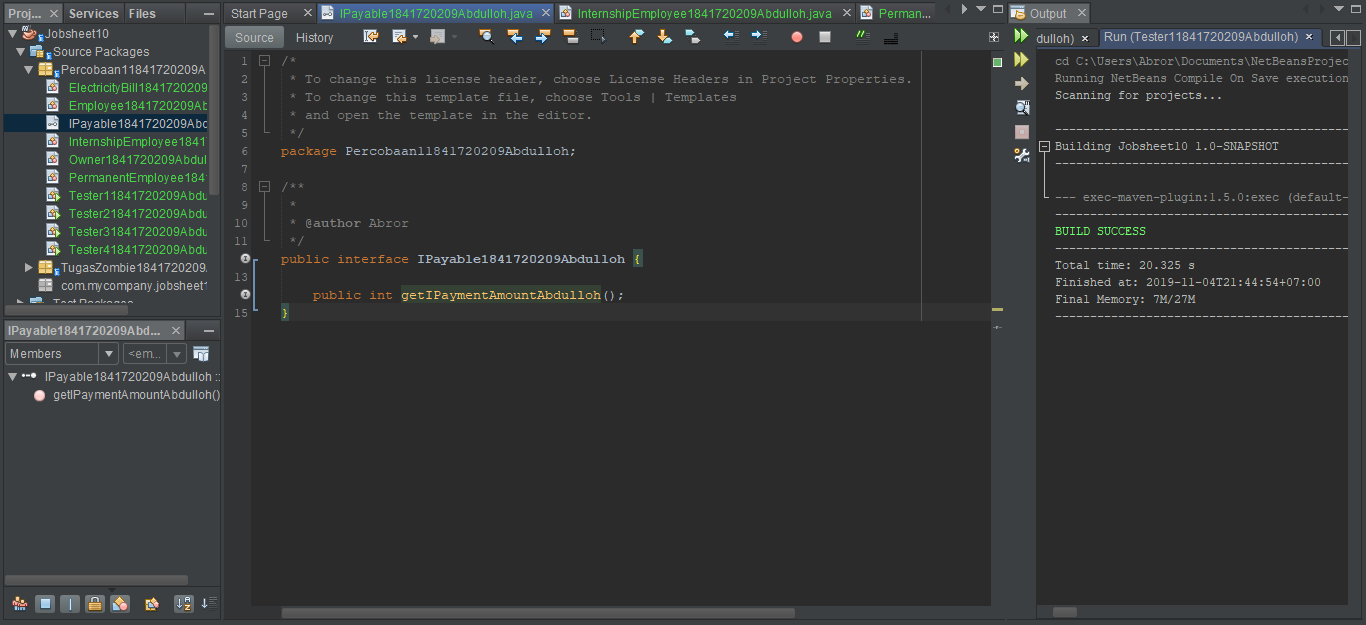 Proj...
Services
Files
Jobsheet10
Source Packages
Percobaan11841720209A
ElectricityBill1841720209
Employee1841720209Ab
IPayable1841720209Abd
InternshipEmployee1841
Owner1841720209Abdul
PermanentEmployee184
Tester11841720209Abdu
Tester21841720209Abdu
Tester31841720209Abdu
Tester41841720209Abdu
TugasZombie1841720209.
com.mycompany.jobsheet1
Test Packages
IPayable1841720209Abd...
Members
<em...
IPayable1841720209Abdulloh ::
getIPaymentAmountAbdulloh()
Start Page
IPayable1841720209Abdulloh.java
InternshipEmployee1841720209Abdulloh.java
Perman...
Source
History
1 /*
2 * To change this license header, choose License Headers in Project Properties.
3 * To change this template file, choose Tools | Templates
4 * and open the template in the editor.
5 */
6 package Percobaan11841720209Abdulloh;
7
8 /**
9 *
10 * @author Abror
11 */
public interface IPayable1841720209Abdulloh {
13
public int getIPaymentAmountAbdulloh();
15 }
Output
dulloh)
Run (Tester11841720209Abdulloh)
cd C:\Users\Abror\Documents\NetBeansProjec
Running NetBeans Compile On Save execution
Scanning for projects...
------------------------------------
Building Jobsheet10 1.0-SNAPSHOT
------------------------------------
--- exec-maven-plugin:1.5.0:exec (default-
------------------------------------
BUILD SUCCESS
------------------------------------
Total time: 20.325 s
Finished at: 2019-11-04T21:44:54+07:00
Final Memory: 7M/27M
------------------------------------